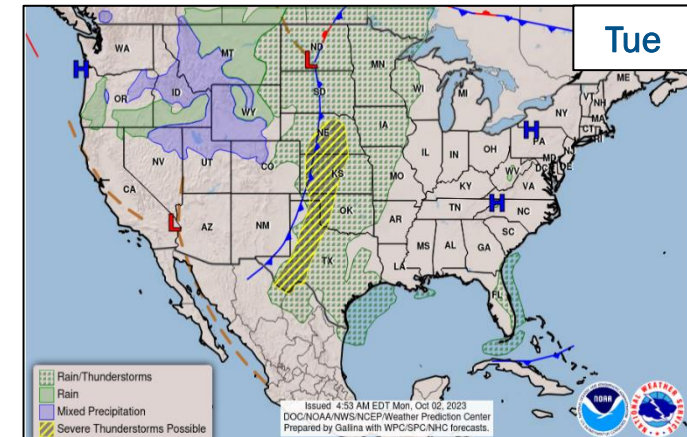 Tue
WA
MT
ND
MN
ME
H
L
OR
ID
WY
SD
WI
MI
VT
NH
NY
MA
CT
RI
NE
IA
H
PA
NJ
NV
UT
CO
KS
MO
IL
IN
OH
WV
MD
DC
DE
VA
KY
CA
L
AZ
NM
OK
AR
TN
H
NC
SC
TX
LA
MS
AL
GA
FL
Rain/Thunderstorms
Rain
Mixed Precipitation
Severe Thunderstorms Possible
Issued 4:53 AM EDT Mon, Oct 02, 2023
DOC/NOAA/NWS/NCEP/Weather Prediction Center
Prepared by Gallina with WPC/SPC/NHC forecasts.
NOAA